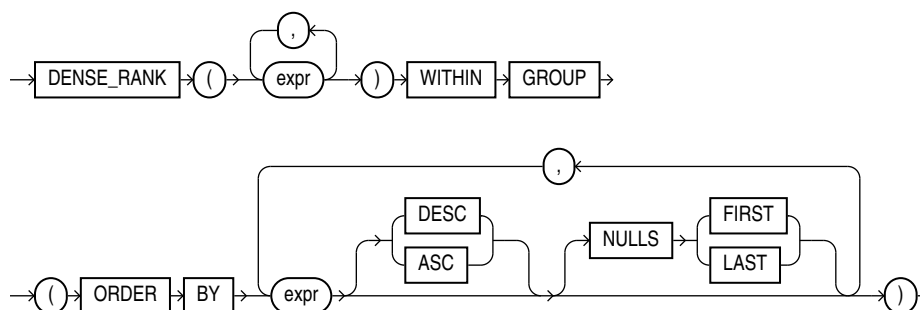 ,
DENSE_RANK ( expr ) WITHIN GROUP
,
DESC FIRST
NULLS
ASC LAST
( ORDER BY expr )